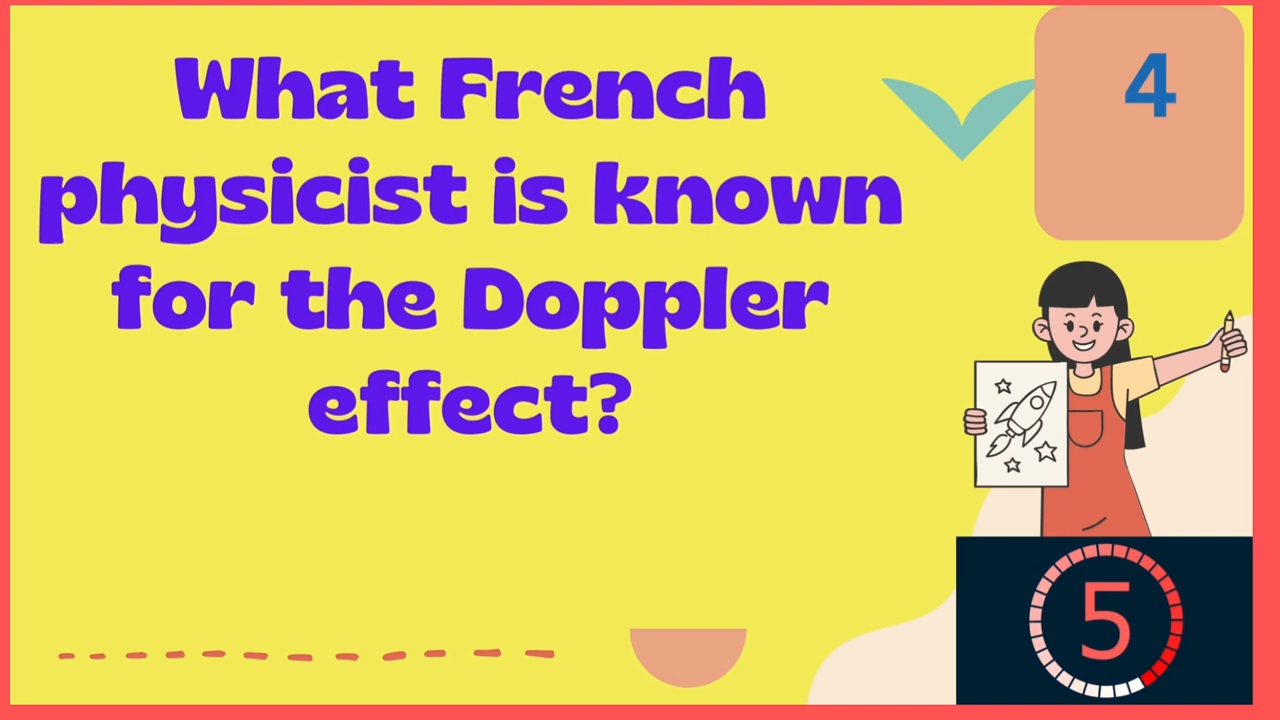 What French
physicist is known
for the Doppler
effect?
4
5